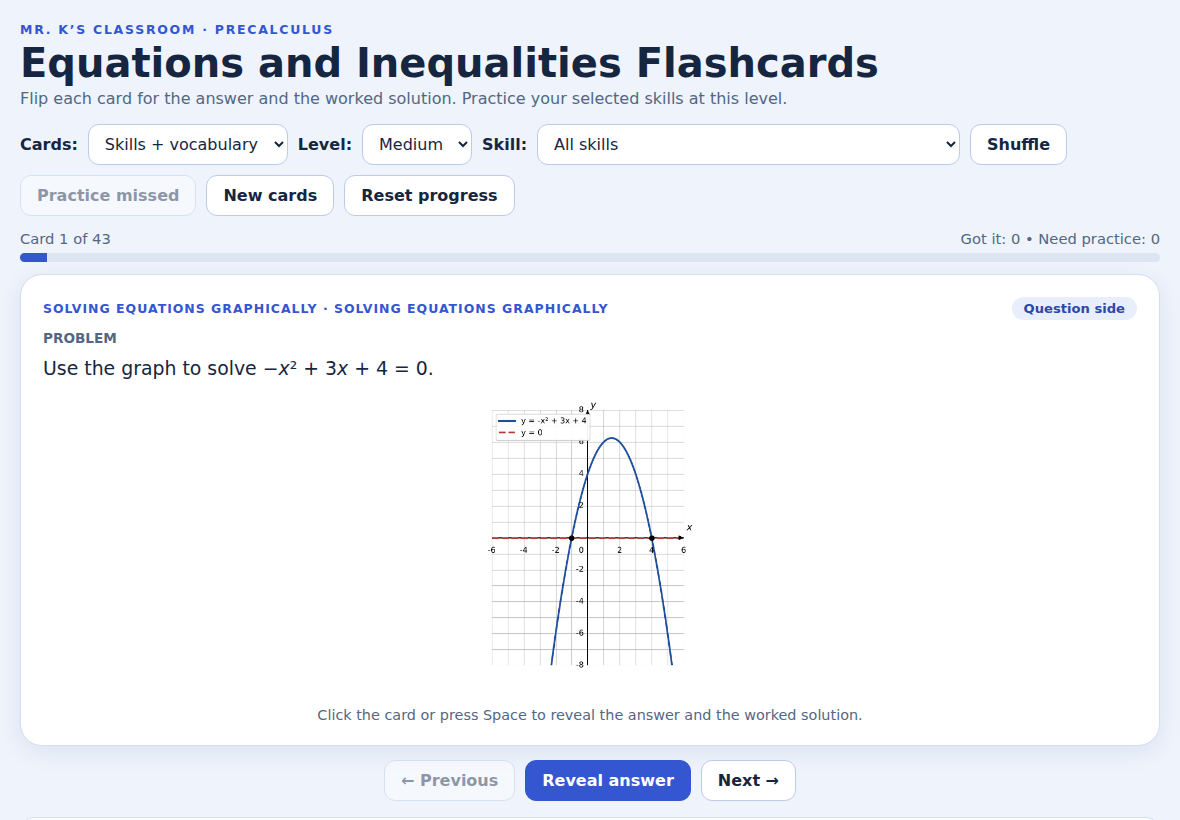 MR. K’S CLASSROOM · PRECALCULUS
Equations and Inequalities Flashcards
Flip each card for the answer and the worked solution. Practice your selected skills at this level.
Cards: Skills + vocabulary Level: Medium Skill: All skills Shuffle
Practice missed New cards Reset progress
Card 1 of 43 Got it: 0 • Need practice: 0
SOLVING EQUATIONS GRAPHICALLY · SOLVING EQUATIONS GRAPHICALLY Question side
PROBLEM
Use the graph to solve −x² + 3x + 4 = 0.
8 y
y = -x² + 3x + 4
y = 0
4
2
x
-6 -4 -2 0 2 4 6
-2
-4
-6
-8
Click the card or press Space to reveal the answer and the worked solution.
← Previous Reveal answer Next →